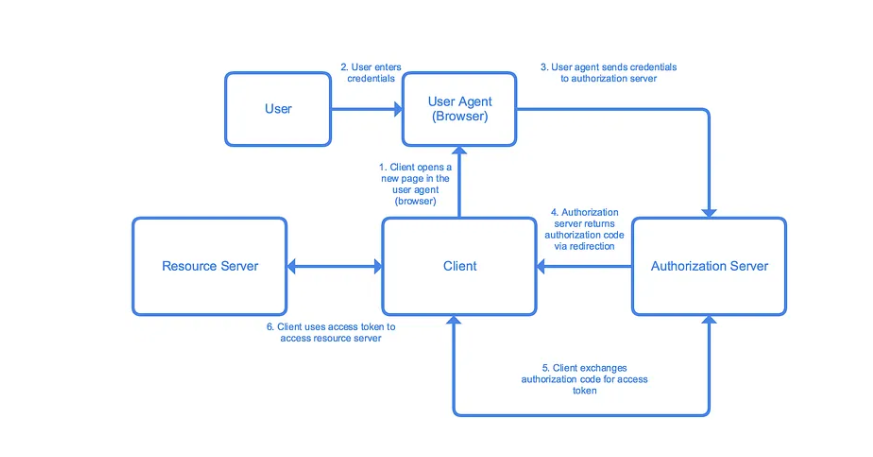 2. User enters
credentials
3. User agent sends credentials
to authorization server
User
User Agent
(Browser)
1. Client opens a
new page in the
user agent
(browser)
4. Authorization
server returns
authorization code
via redirection
Resource Server
Client
Authorization Server
6. Client uses access token to
access resource server
5. Client exchanges
authorization code for access
token